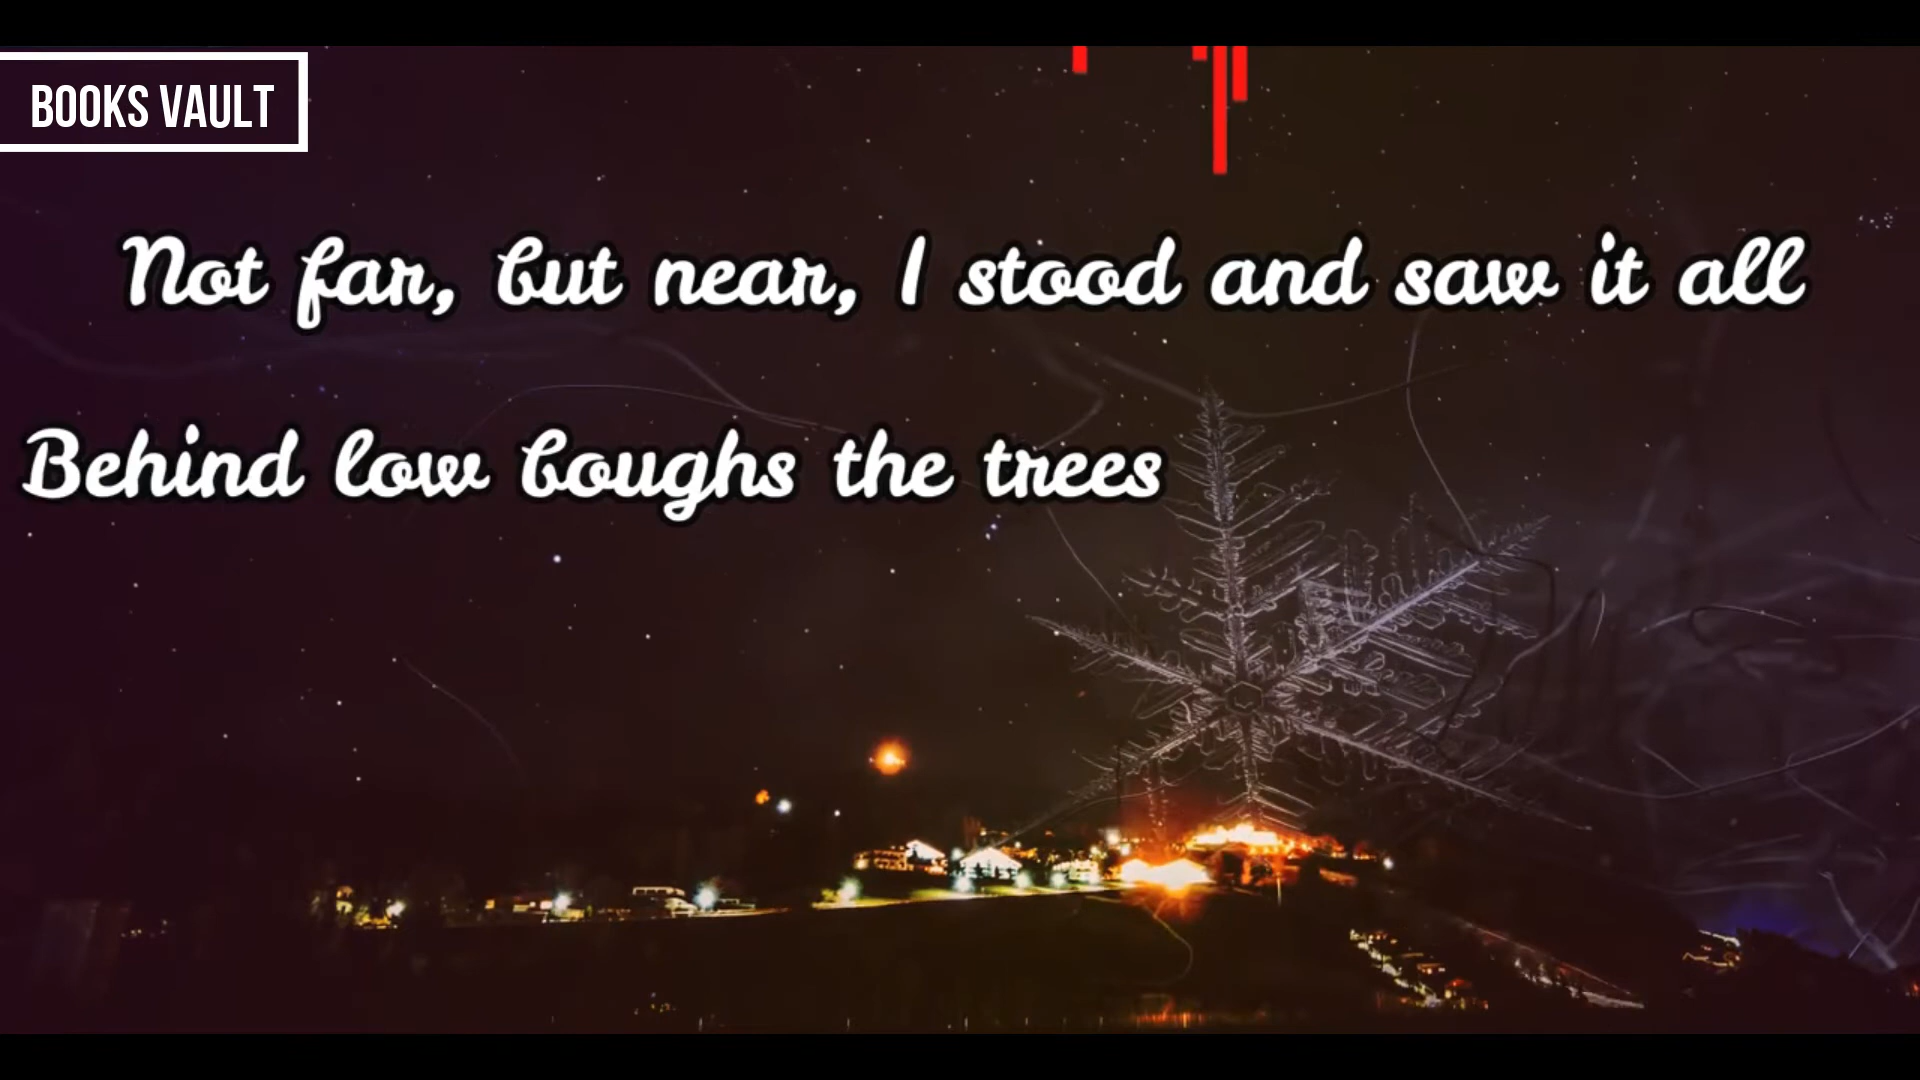 BOOKS VAULT
Not far, but near, I stood and saw it all
Behind low boughs the trees